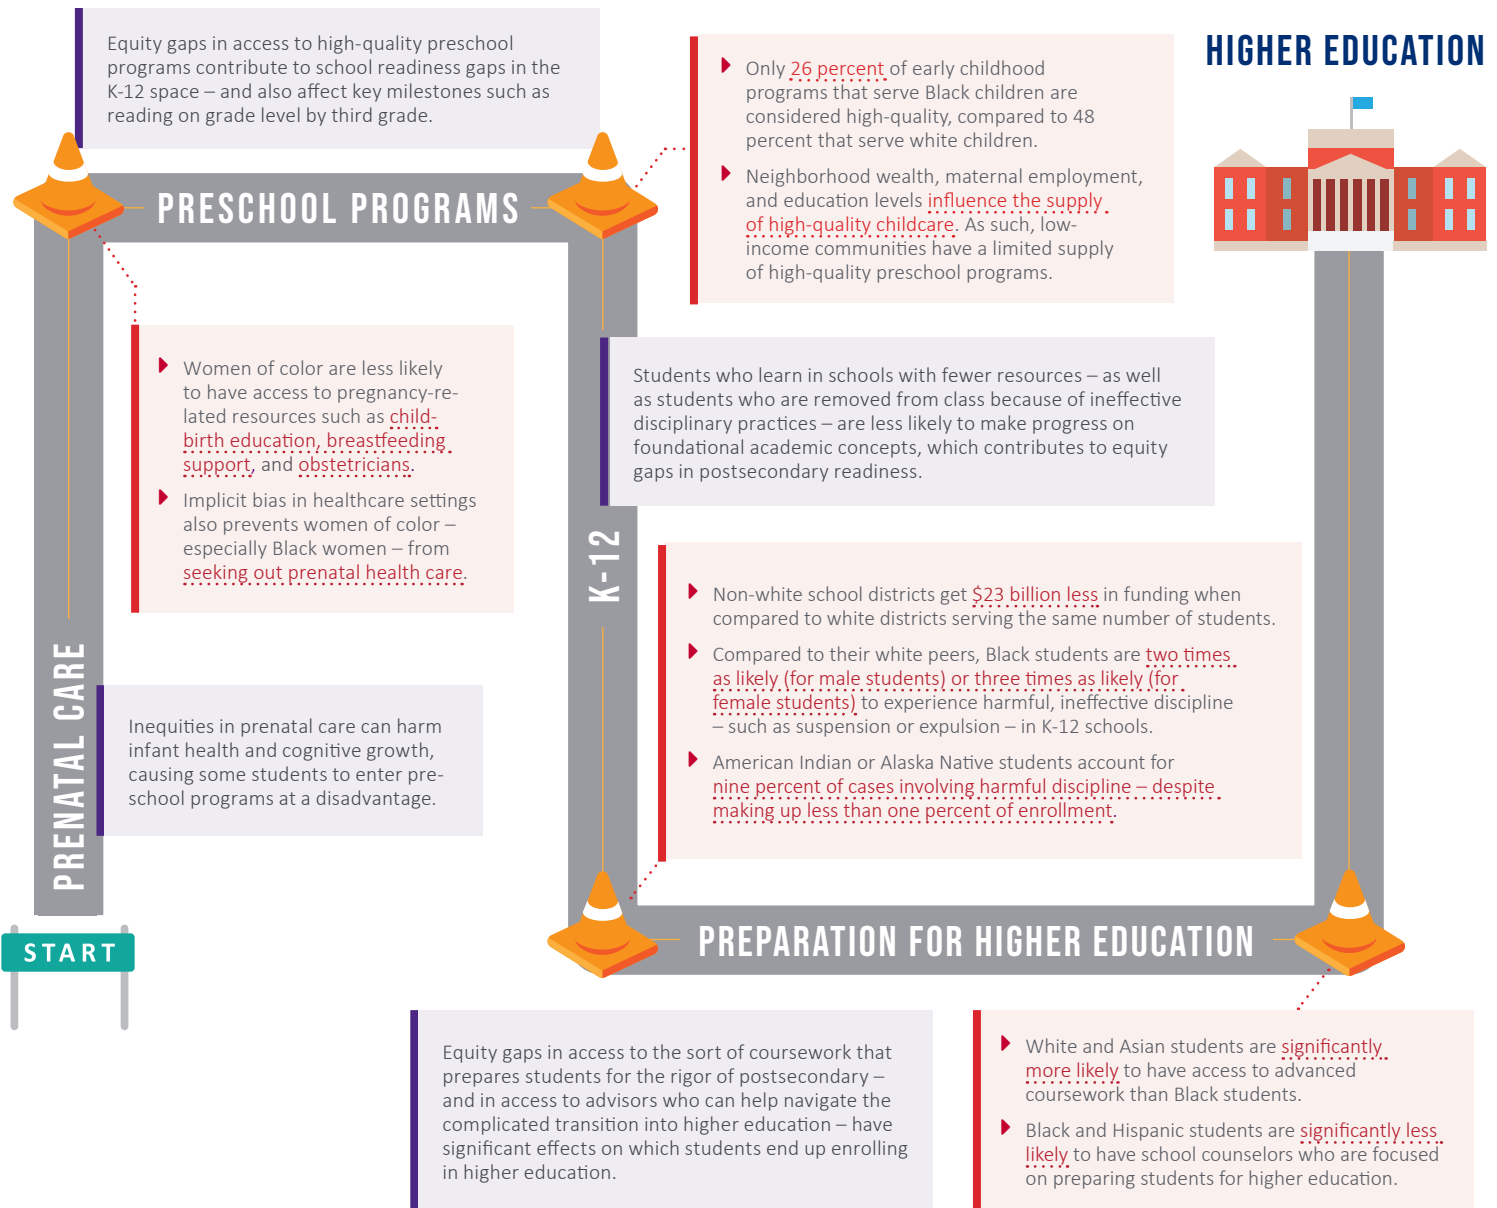 Equity gaps in access to high-quality preschool
programs contribute to school readiness gaps in the
K-12 space – and also affect key milestones such as
reading on grade level by third grade.
PRESCHOOL PROGRAMS
Only 26 percent of early childhood
programs that serve Black children are
considered high-quality, compared to 48
percent that serve white children.
Neighborhood wealth, maternal employment,
and education levels influence the supply
of high-quality childcare. As such, low-
income communities have a limited supply
of high-quality preschool programs.
HIGHER EDUCATION
Women of color are less likely
to have access to pregnancy-re-
lated resources such as child-
birth education, breastfeeding
support, and obstetricians.
Implicit bias in healthcare settings
also prevents women of color –
especially Black women – from
seeking out prenatal health care.
Students who learn in schools with fewer resources – as well
as students who are removed from class because of ineffective
disciplinary practices – are less likely to make progress on
foundational academic concepts, which contributes to equity
gaps in postsecondary readiness.
K-12
Non-white school districts get $23 billion less in funding when
compared to white districts serving the same number of students.
Compared to their white peers, Black students are two times
as likely (for male students) or three times as likely (for
female students) to experience harmful, ineffective discipline
– such as suspension or expulsion – in K-12 schools.
American Indian or Alaska Native students account for
nine percent of cases involving harmful discipline – despite
making up less than one percent of enrollment.
PRENATAL CARE
Inequities in prenatal care can harm
infant health and cognitive growth,
causing some students to enter pre-
school programs at a disadvantage.
START
PREPARATION FOR HIGHER EDUCATION
Equity gaps in access to the sort of coursework that
prepares students for the rigor of postsecondary –
and in access to advisors who can help navigate the
complicated transition into higher education – have
significant effects on which students end up enrolling
in higher education.
White and Asian students are significantly
more likely to have access to advanced
coursework than Black students.
Black and Hispanic students are significantly less
likely to have school counselors who are focused
on preparing students for higher education.